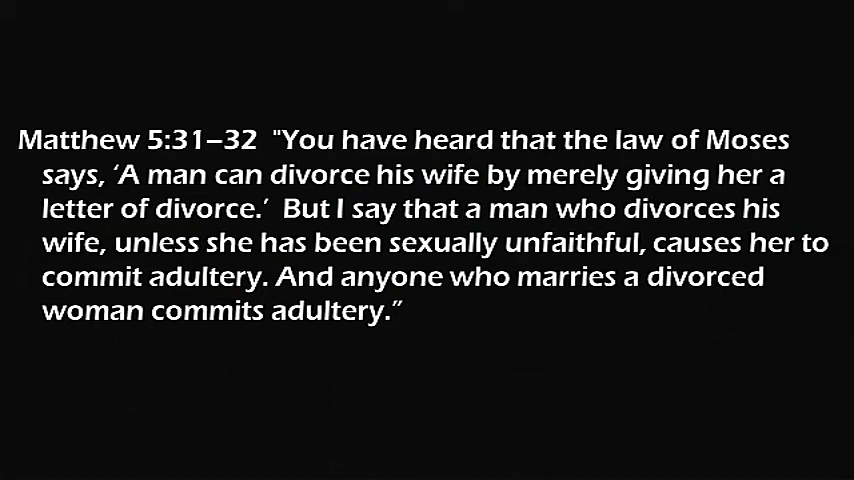 Matthew 5:31–32  "You have heard that the law of Moses
says, ‘A man can divorce his wife by merely giving her a
letter of divorce.’  But I say that a man who divorces his
wife, unless she has been sexually unfaithful, causes her to
commit adultery. And anyone who marries a divorced
woman commits adultery.”